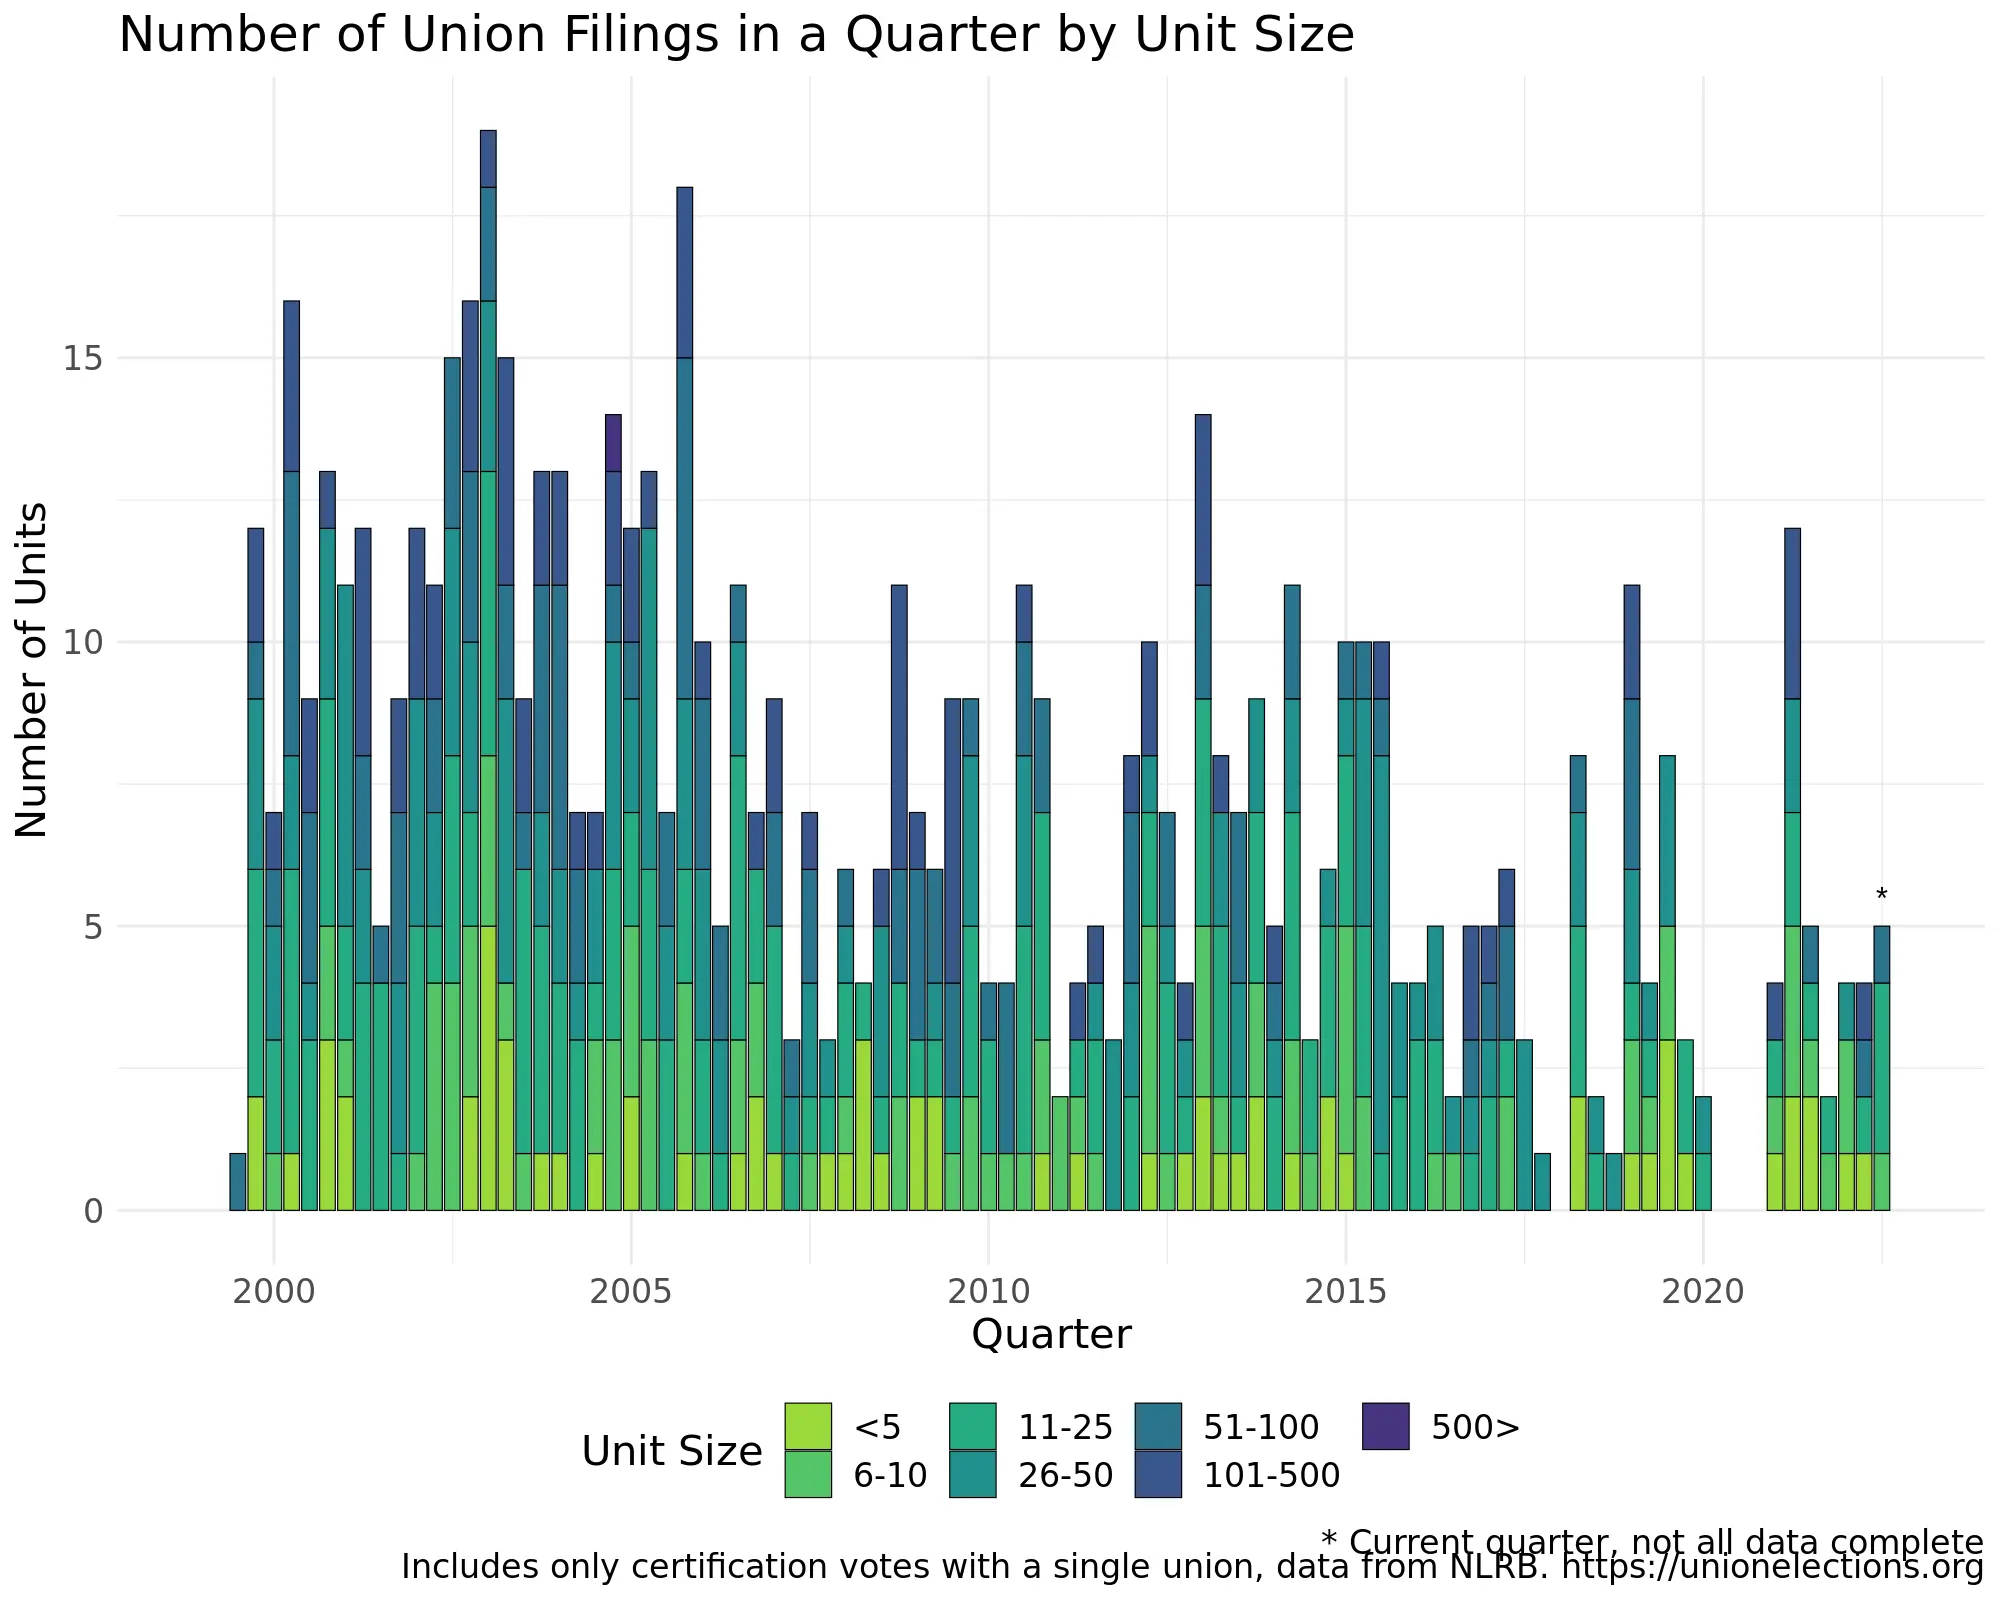 Number of Union Filings in a Quarter by Unit Size
Number of Units
15
10
5
0
*
2000 2005 2010 2015 2020
Quarter
Unit Size
<5 11-25 51-100 500>
6-10 26-50 101-500
* Current quarter, not all data complete
Includes only certification votes with a single union, data from NLRB. https://unionelections.org